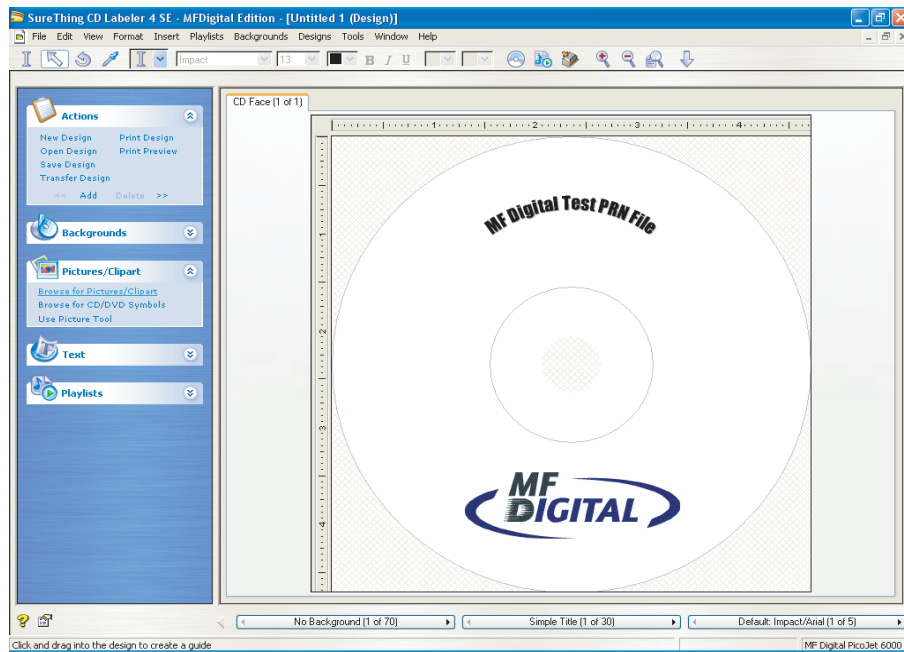 SureThing CD Labeler 4 SE - MFDigital Edition - [Untitled 1 (Design)]
File Edit View Format Insert Playlists Backgrounds Designs Tools Window Help
Impact 13 B I U
CD Face (1 of 1)
Actions
New Design Print Design
Open Design Print Preview
Save Design
Transfer Design
<< Add Delete >>
Backgrounds
Pictures/Clipart
Browse for Pictures/Clipart
Browse for CD/DVD Symbols
Use Picture Tool
Text
Playlists
1 2 3 4
1
2
3
4
MF Digital Test PRN File
MF
DIGITAL
No Background (1 of 70) Simple Title (1 of 30) Default: Impact/Arial (1 of 5)
Click and drag into the design to create a guide MF Digital PicoJet 6000